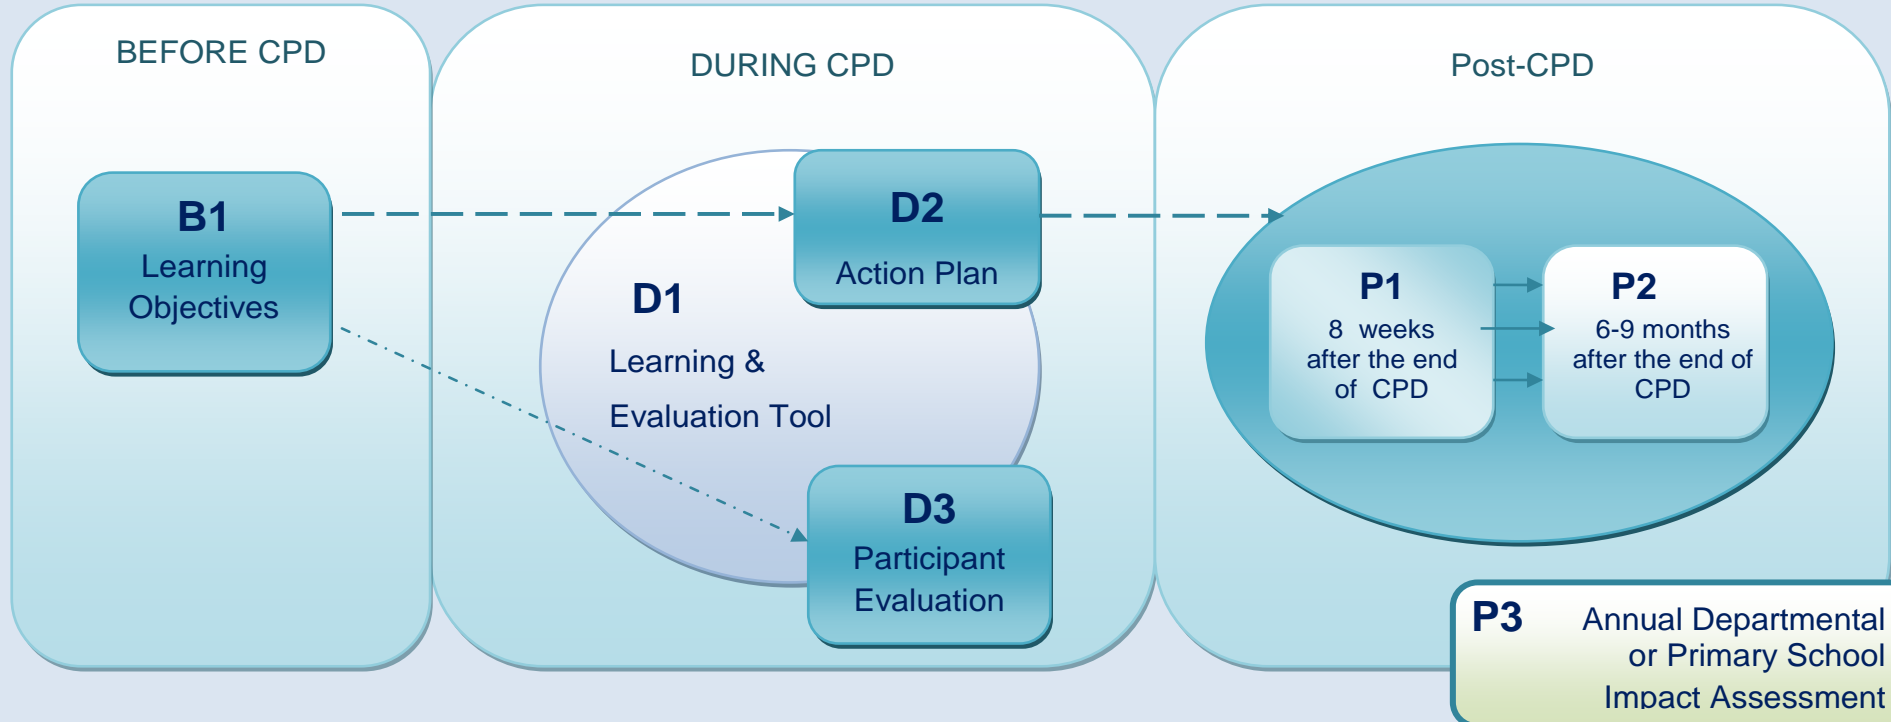 BEFORE CPD
B1
Learning
Objectives
DURING CPD
D1
Learning &
Evaluation Tool
D2
Action Plan
D3
Participant
Evaluation
Post-CPD
P1
8 weeks
after the end
of CPD
P2
6-9 months
after the end of
CPD
P3 Annual Departmental
or Primary School
Impact Assessment